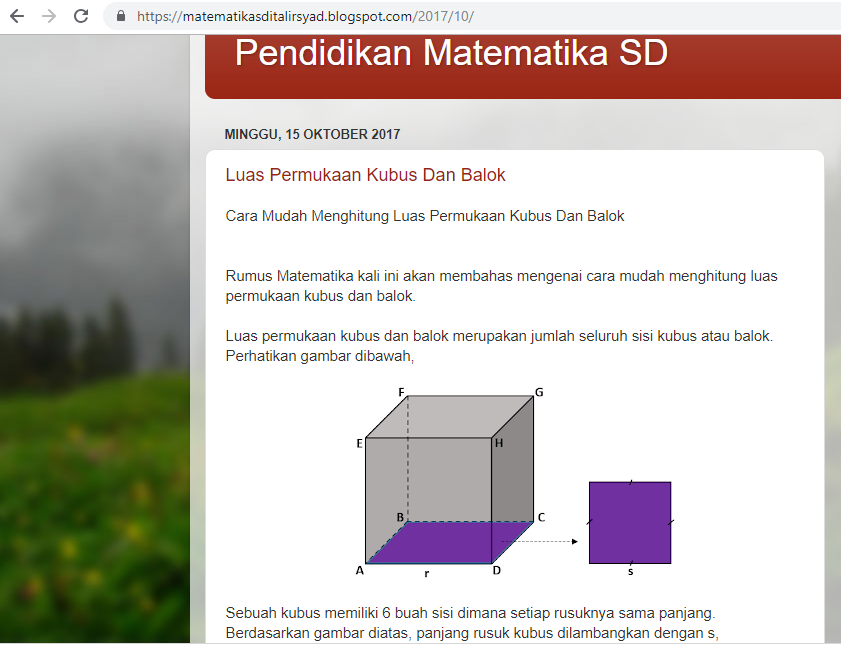 https://matematikasditalirsyad.blogspot.com/2017/10/
Pendidikan Matematika SD
MINGGU, 15 OKTOBER 2017
Luas Permukaan Kubus Dan Balok
Cara Mudah Menghitung Luas Permukaan Kubus Dan Balok
Rumus Matematika kali ini akan membahas mengenai cara mudah menghitung luas
permukaan kubus dan balok.
Luas permukaan kubus dan balok merupakan jumlah seluruh sisi kubus atau balok.
Perhatikan gambar dibawah,
F G
E H
B C
A r D s
Sebuah kubus memiliki 6 buah sisi dimana setiap rusuknya sama panjang.
Berdasarkan gambar diatas, panjang rusuk kubus dilambangkan dengan s,